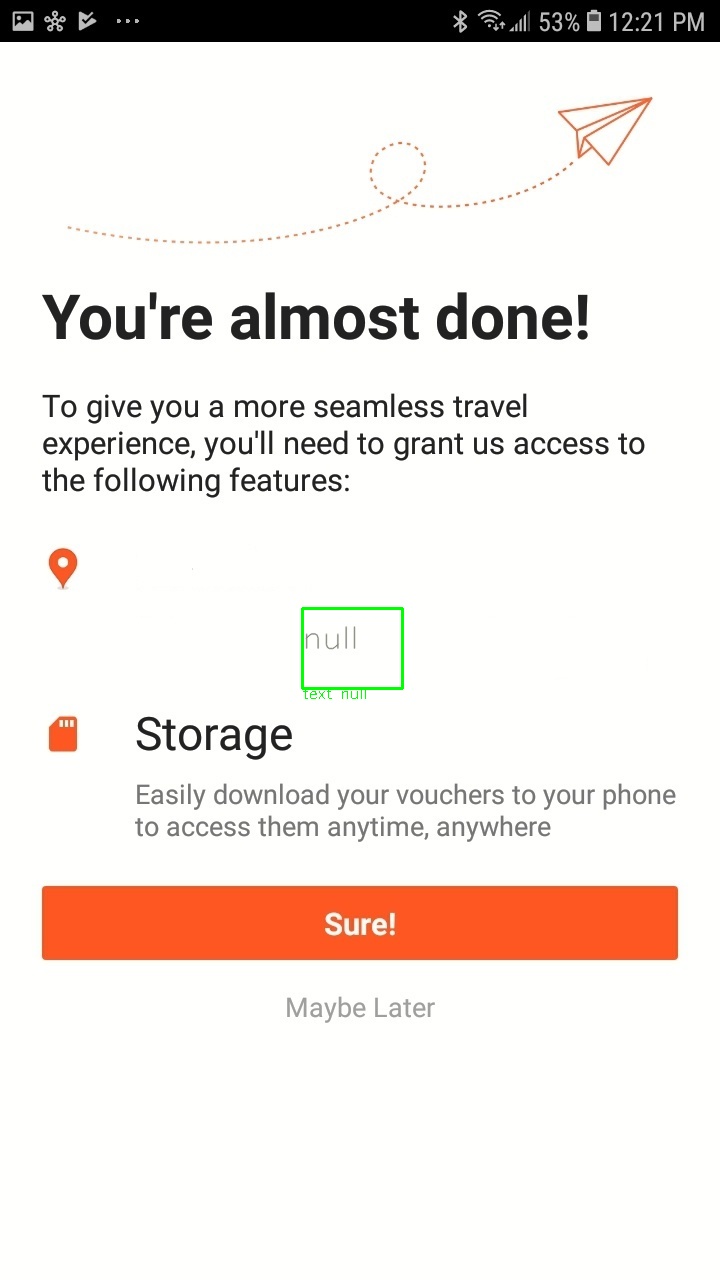 53% 12:21 PM
You're almost done!
To give you a more seamless travel
experience, you'll need to grant us access to
the following features:
null
text null
Storage
Easily download your vouchers to your phone
to access them anytime, anywhere
Sure!
Maybe Later